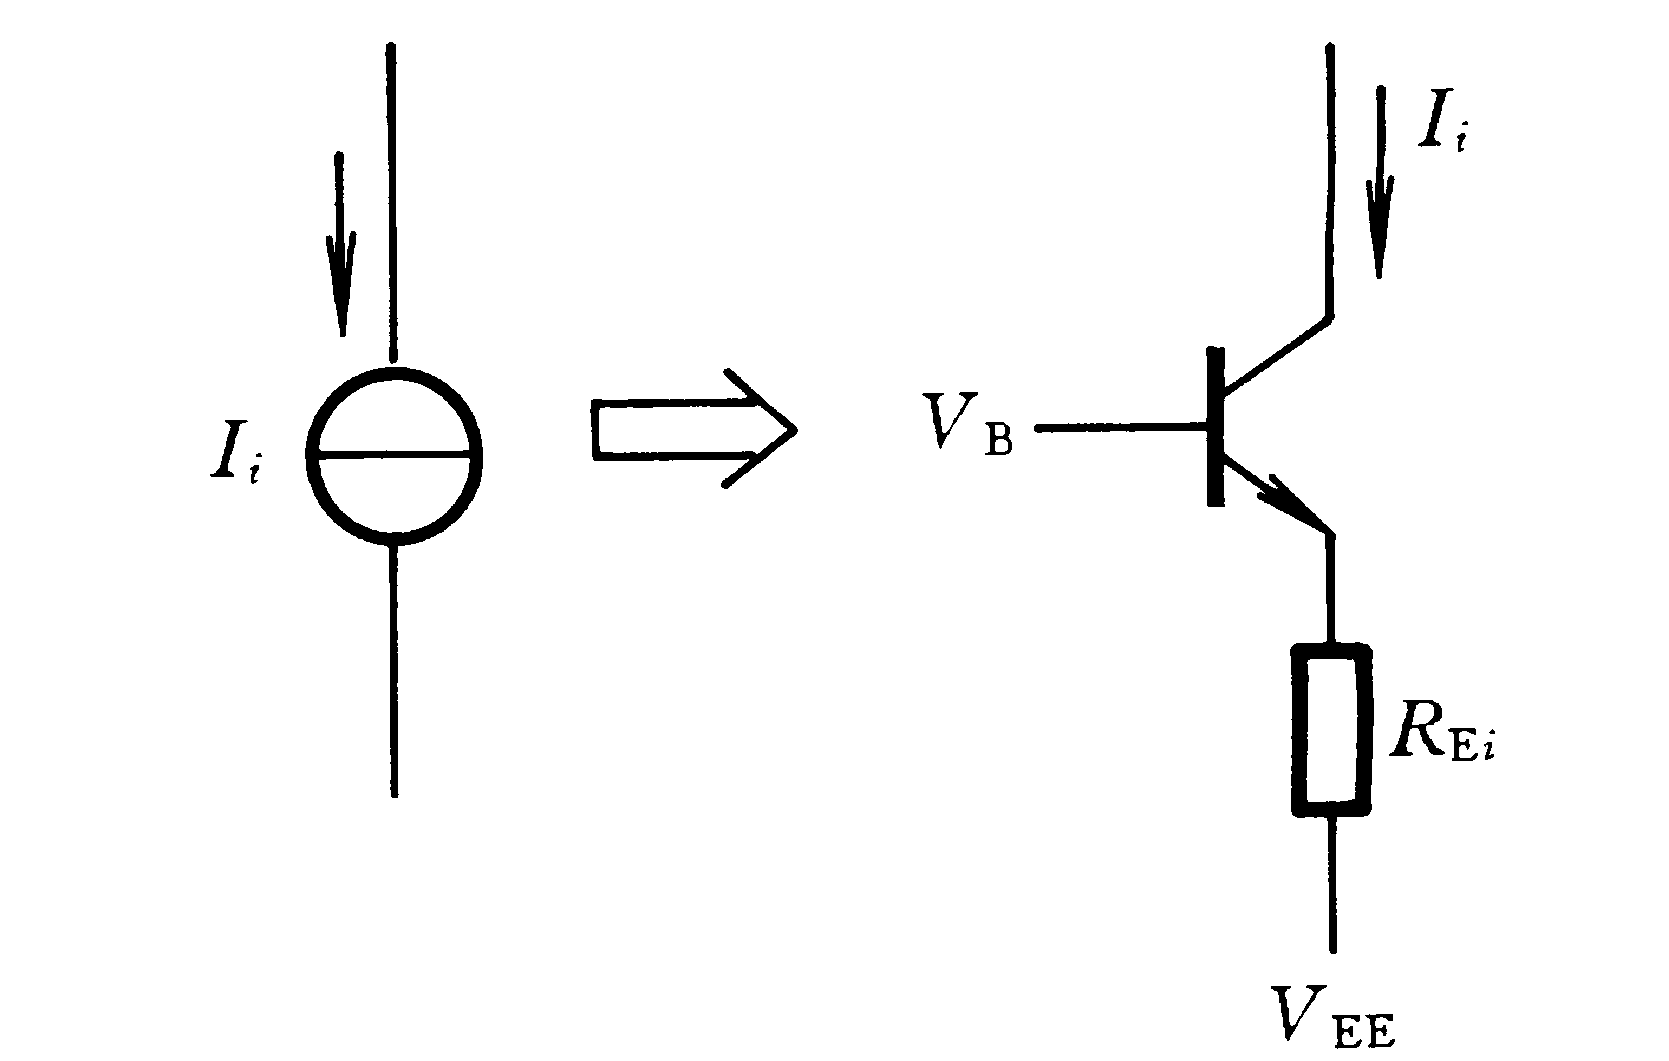 I_i
I_i
V_B
R_Ei
V_EE